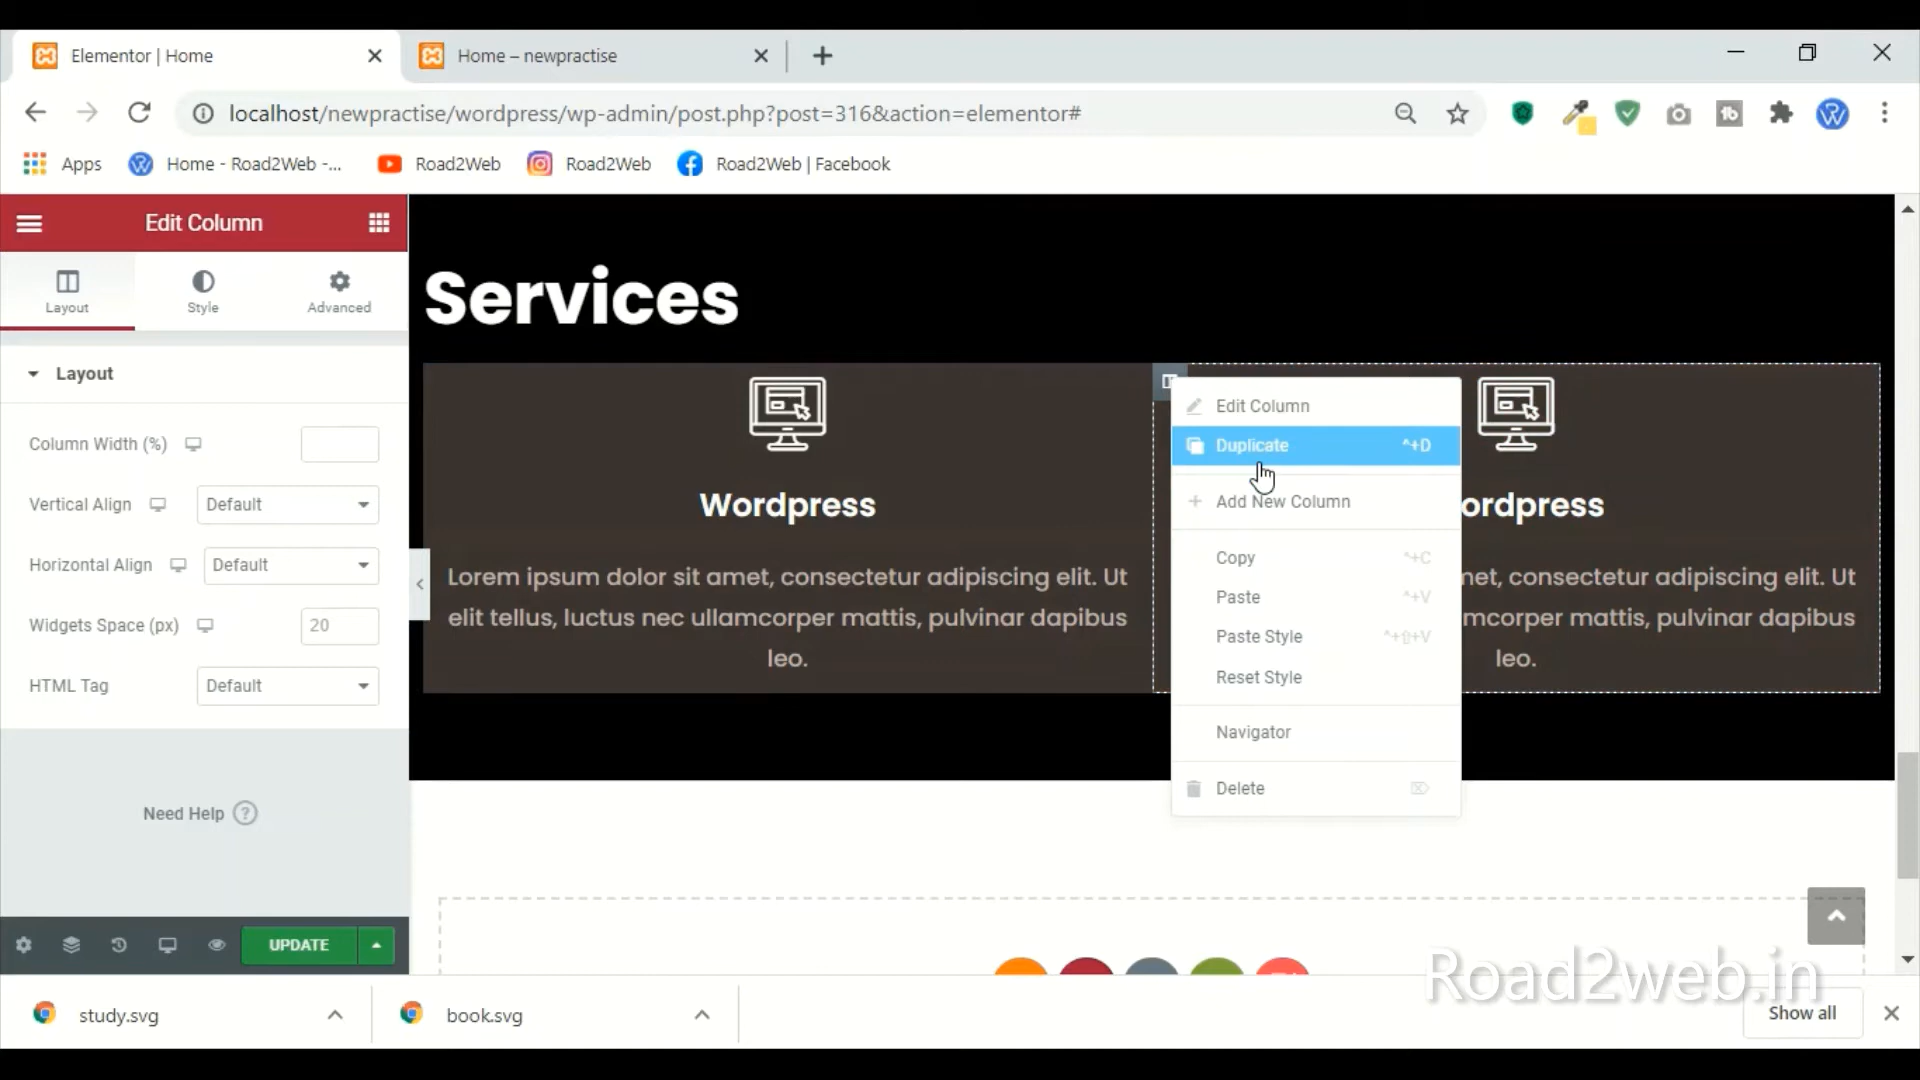 Elementor | Home
Home – newpractise
localhost/newpractise/wordpress/wp-admin/post.php?post=316&action=elementor#
Apps
Home - Road2Web -...
Road2Web
Road2Web
Road2Web | Facebook
Edit Column
Layout
Style
Advanced
Layout
Column Width (%)
Vertical Align
Default
Horizontal Align
Default
Widgets Space (px)
20
HTML Tag
Default
Need Help ?
UPDATE
Services
Wordpress
Lorem ipsum dolor sit amet, consectetur adipiscing elit. Ut
elit tellus, luctus nec ullamcorper mattis, pulvinar dapibus
leo.
Edit Column
Duplicate ^+D
Add New Column
Copy ^+C
Paste ^+V
Paste Style ^+⇧+V
Reset Style
Navigator
Delete ⌦
ordpress
net, consectetur adipiscing elit. Ut
mcorper mattis, pulvinar dapibus
leo.
Road2web.in
study.svg
book.svg
Show all